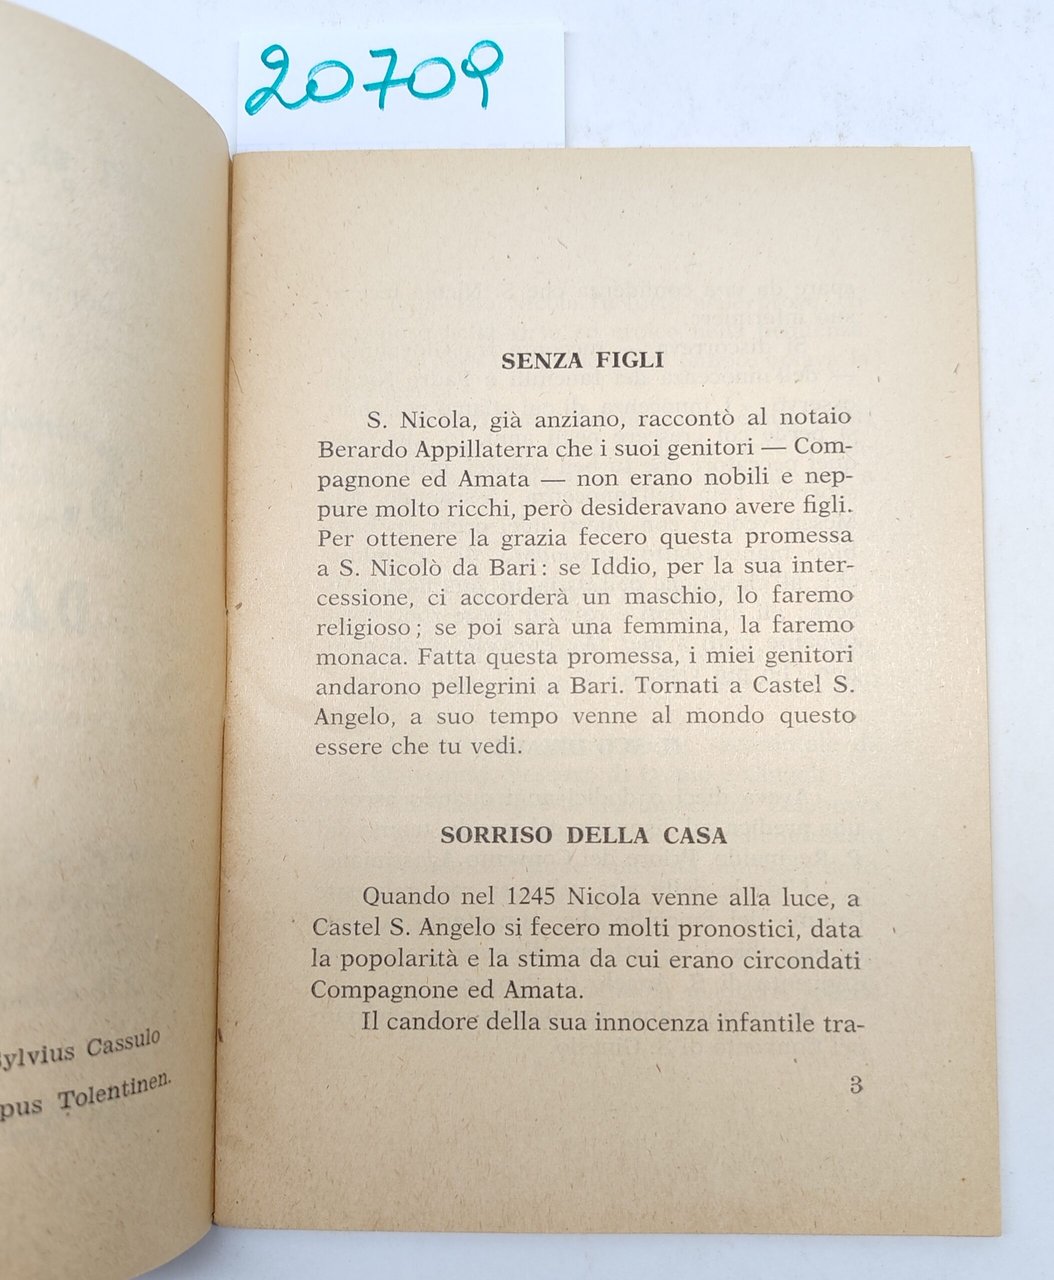 20709
SENZA FIGLI
S. Nicola, già anziano, raccontò al notaio
Berardo Appillaterra che i suoi genitori — Com-
pagnone ed Amata — non erano nobili e nep-
pure molto ricchi, però desideravano avere figli.
Per ottenere la grazia fecero questa promessa
a S. Nicolò da Bari: se Iddio, per la sua inter-
cessione, ci accorderà un maschio, lo faremo
religioso; se poi sarà una femmina, la faremo
monaca. Fatta questa promessa, i miei genitori
andarono pellegrini a Bari. Tornati a Castel S.
Angelo, a suo tempo venne al mondo questo
essere che tu vedi.
SORRISO DELLA CASA
Quando nel 1245 Nicola venne alla luce, a
Castel S. Angelo si fecero molti pronostici, data
la popolarità e la stima da cui erano circondati
Compagnone ed Amata.
Il candore della sua innocenza infantile tra-
3
Sylvius Cassulo
pus Tolentinen.